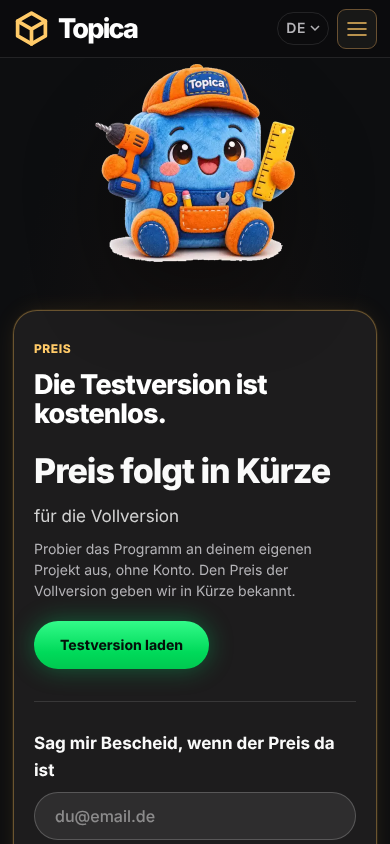 Topica
DE
Topica
PREIS
Die Testversion ist
kostenlos.
Preis folgt in Kürze
für die Vollversion
Probier das Programm an deinem eigenen
Projekt aus, ohne Konto. Den Preis der
Vollversion geben wir in Kürze bekannt.
Testversion laden
Sag mir Bescheid, wenn der Preis da
ist
du@email.de